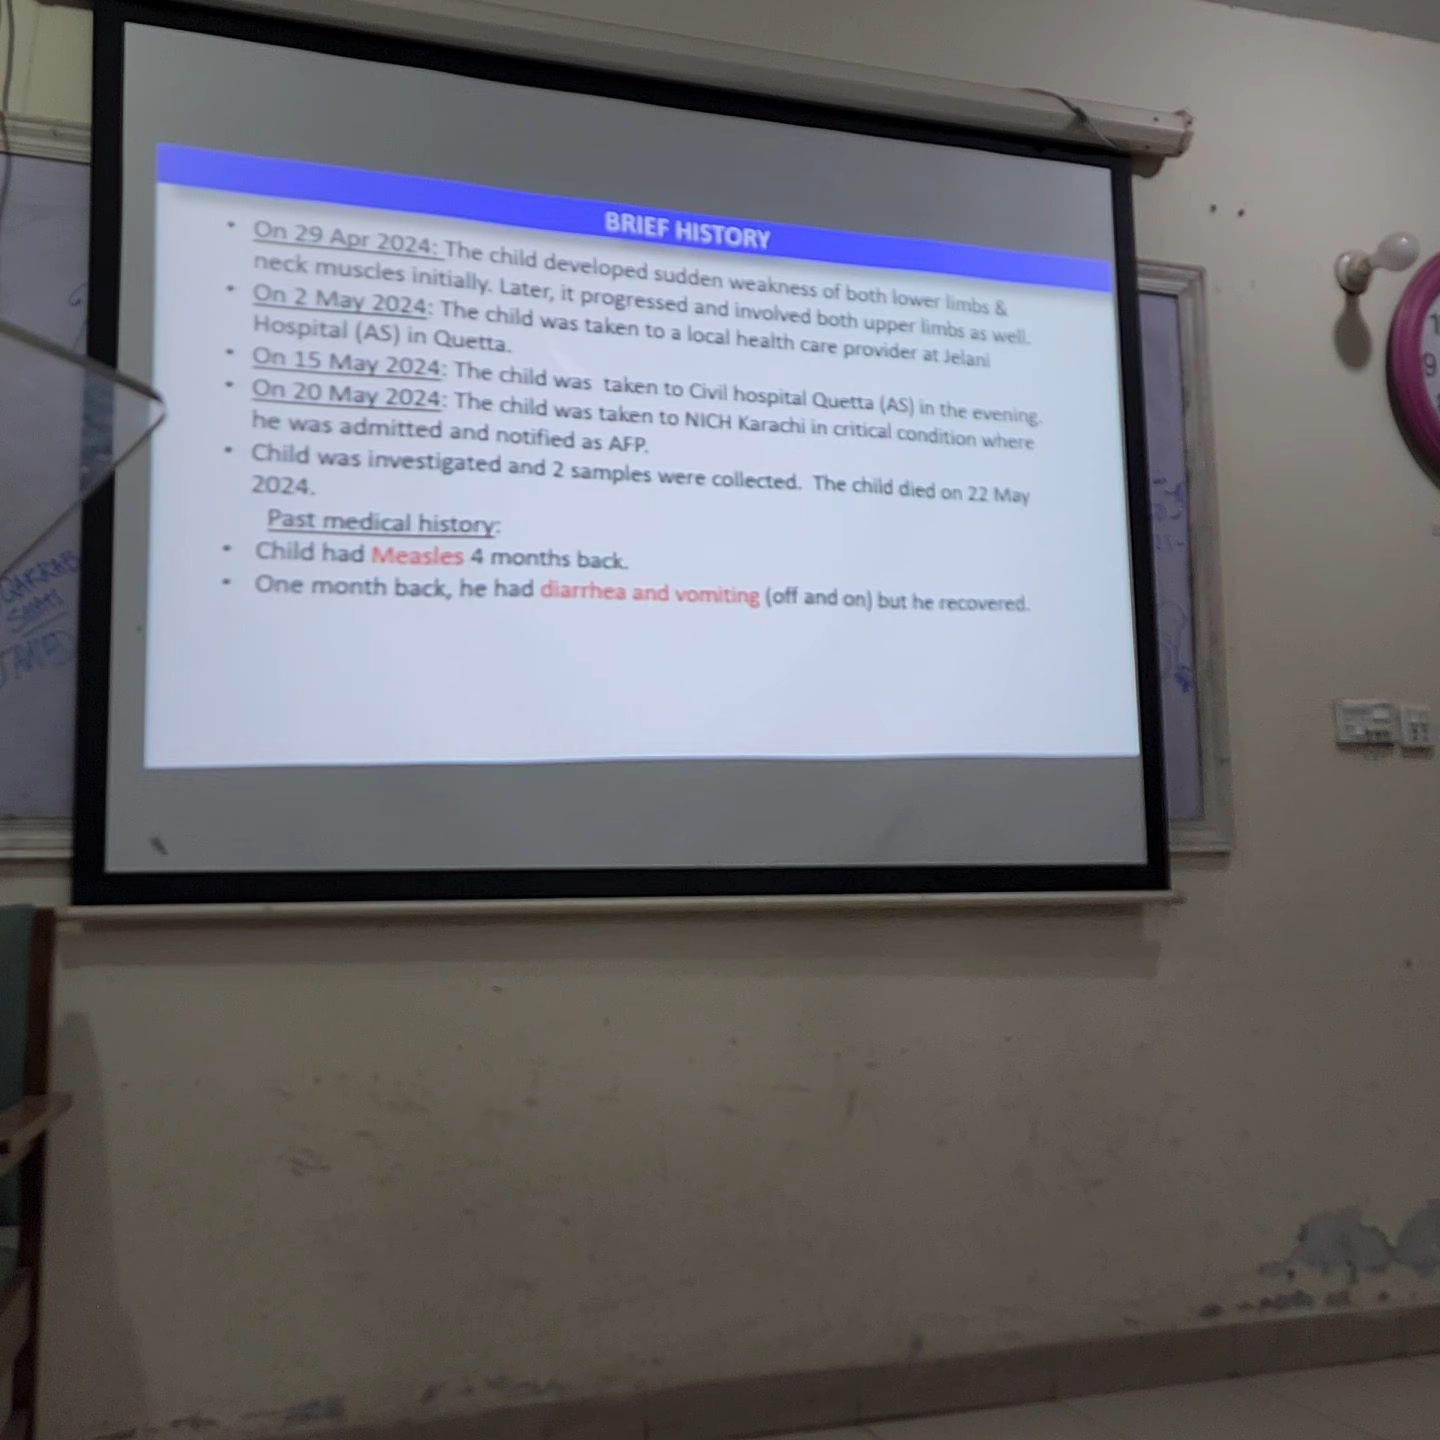 BRIEF HISTORY
• On 29 Apr 2024: The child developed sudden weakness of both lower limbs &
neck muscles initially. Later, it progressed and involved both upper limbs as well.
• On 2 May 2024: The child was taken to a local health care provider at Jelani
Hospital (AS) in Quetta.
• On 15 May 2024: The child was taken to Civil hospital Quetta (AS) in the evening.
• On 20 May 2024: The child was taken to NICH Karachi in critical condition where
he was admitted and notified as AFP.
• Child was investigated and 2 samples were collected. The child died on 22 May
2024.
Past medical history:
• Child had Measles 4 months back.
• One month back, he had diarrhea and vomiting (off and on) but he recovered.
9